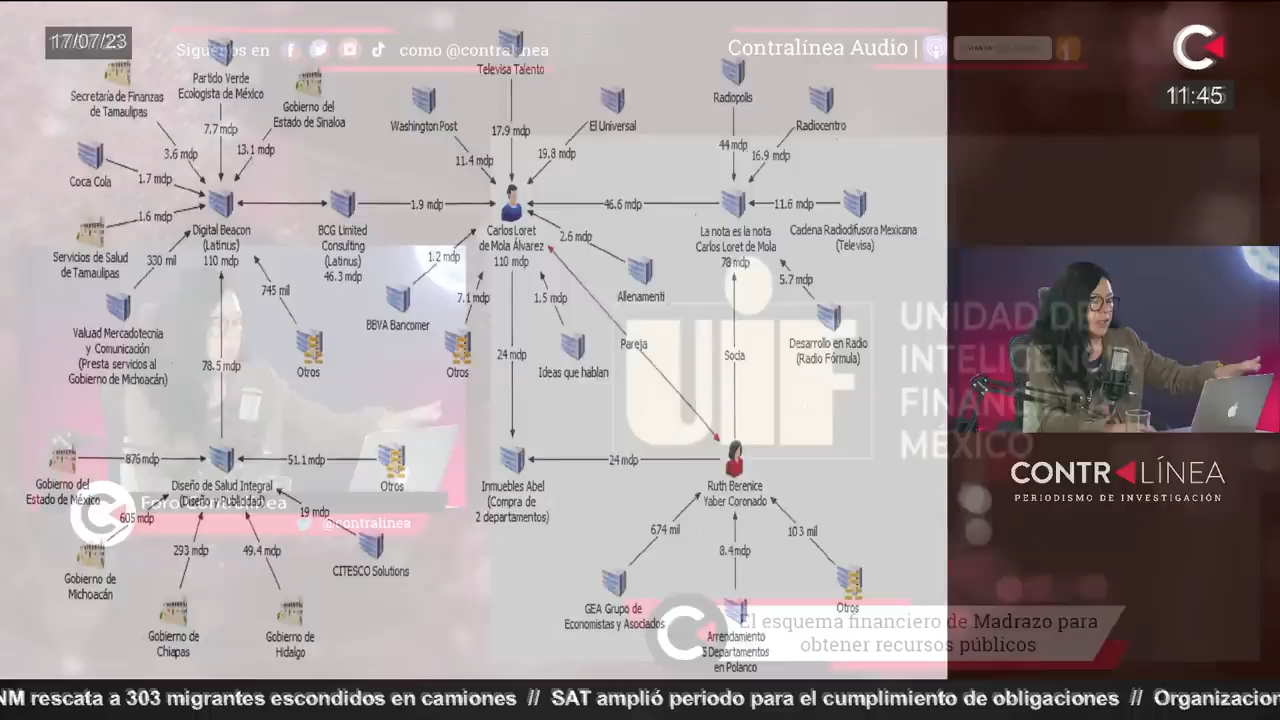 17/07/23
Síguenos en
como @contralinea
Contralínea Audio |
11:45
Secretaría de Finanzas
de Tamaulipas
Partido Verde
Ecologista de México
Gobierno del
Estado de Sinaloa
Televisa Talento
Washington Post
El Universal
Radiopolis
Radiocentro
7.7 mdp
3.6 mdp
13.1 mdp
17.9 mdp
11.4 mdp
19.8 mdp
44 mdp
16.9 mdp
Coca Cola
1.7 mdp
1.6 mdp
1.9 mdp
46.6 mdp
11.6 mdp
Servicios de Salud
de Tamaulipas
Digital Beacon
(Latinus)
110 mdp
BCG Limited
Consulting
(Latinus)
46.3 mdp
Carlos Loret
de Mola Álvarez
110 mdp
La nota es la nota
Carlos Loret de Mola
78 mdp
Cadena Radiodifusora Mexicana
(Televisa)
330 mil
745 mil
1.2 mdp
2.6 mdp
7.1 mdp
1.5 mdp
5.7 mdp
Allenamenti
BBVA Bancomer
Valuad Mercadotecnia
y Comunicación
(Presta servicios al
Gobierno de Michoacán)
Otros
Otros
Ideas que hablan
Desarrollo en Radio
(Radio Fórmula)
Pareja
Socia
24 mdp
78.5 mdp
UIF
UNIDAD DE
INTELIGENCIA
FINANCIERA
MÉXICO
876 mdp
51.1 mdp
24 mdp
Gobierno del
Estado de México
Diseño de Salud Integral
(Diseño y Publicidad)
Otros
Inmuebles Abel
(Compra de
2 departamentos)
Ruth Berenice
Yaber Coronado
CONTRLÍNEA
PERIODISMO DE INVESTIGACIÓN
605 mdp
19 mdp
@contralinea
293 mdp
49.4 mdp
CITESCO Solutions
674 mil
8.4mdp
103 mil
Gobierno de
Michoacán
Gobierno de
Chiapas
Gobierno de
Hidalgo
GEA Grupo de
Economistas y Asociados
Otros
Arrendamiento
5 Departamentos
en Polanco
El esquema financiero de Madrazo para
obtener recursos públicos
NM rescata a 303 migrantes escondidos en camiones // SAT amplió periodo para el cumplimiento de obligaciones // Organizacion